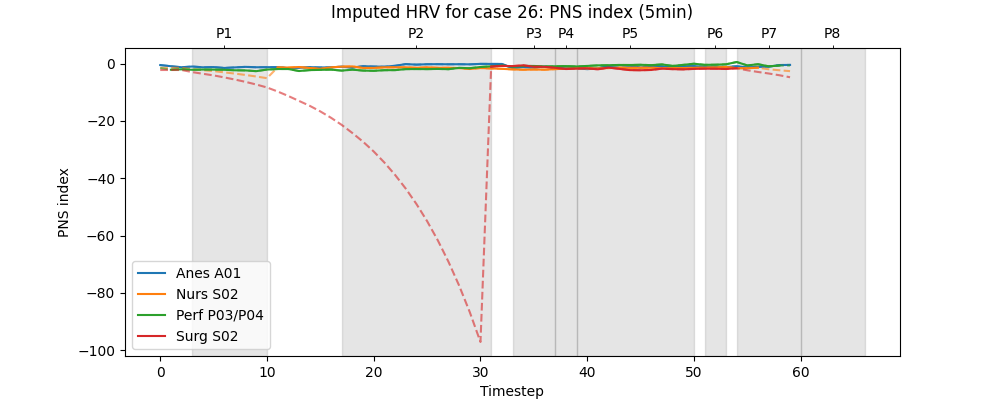 Imputed HRV for case 26: PNS index (5min)
P1 P2 P3 P4 P5 P6 P7 P8
0
−20
−40
−60
−80
−100
PNS index
Anes A01
Nurs S02
Perf P03/P04
Surg S02
0 10 20 30 40 50 60
Timestep